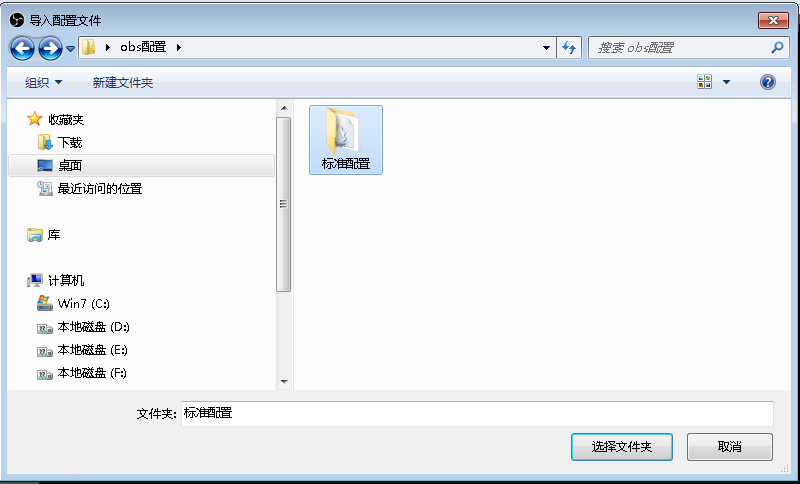 导入配置文件
obs配置
搜索 obs配置
组织
新建文件夹
收藏夹
下载
桌面
最近访问的位置
库
计算机
Win7 (C:)
本地磁盘 (D:)
本地磁盘 (E:)
本地磁盘 (F:)
标准配置
文件夹: 标准配置
选择文件夹
取消